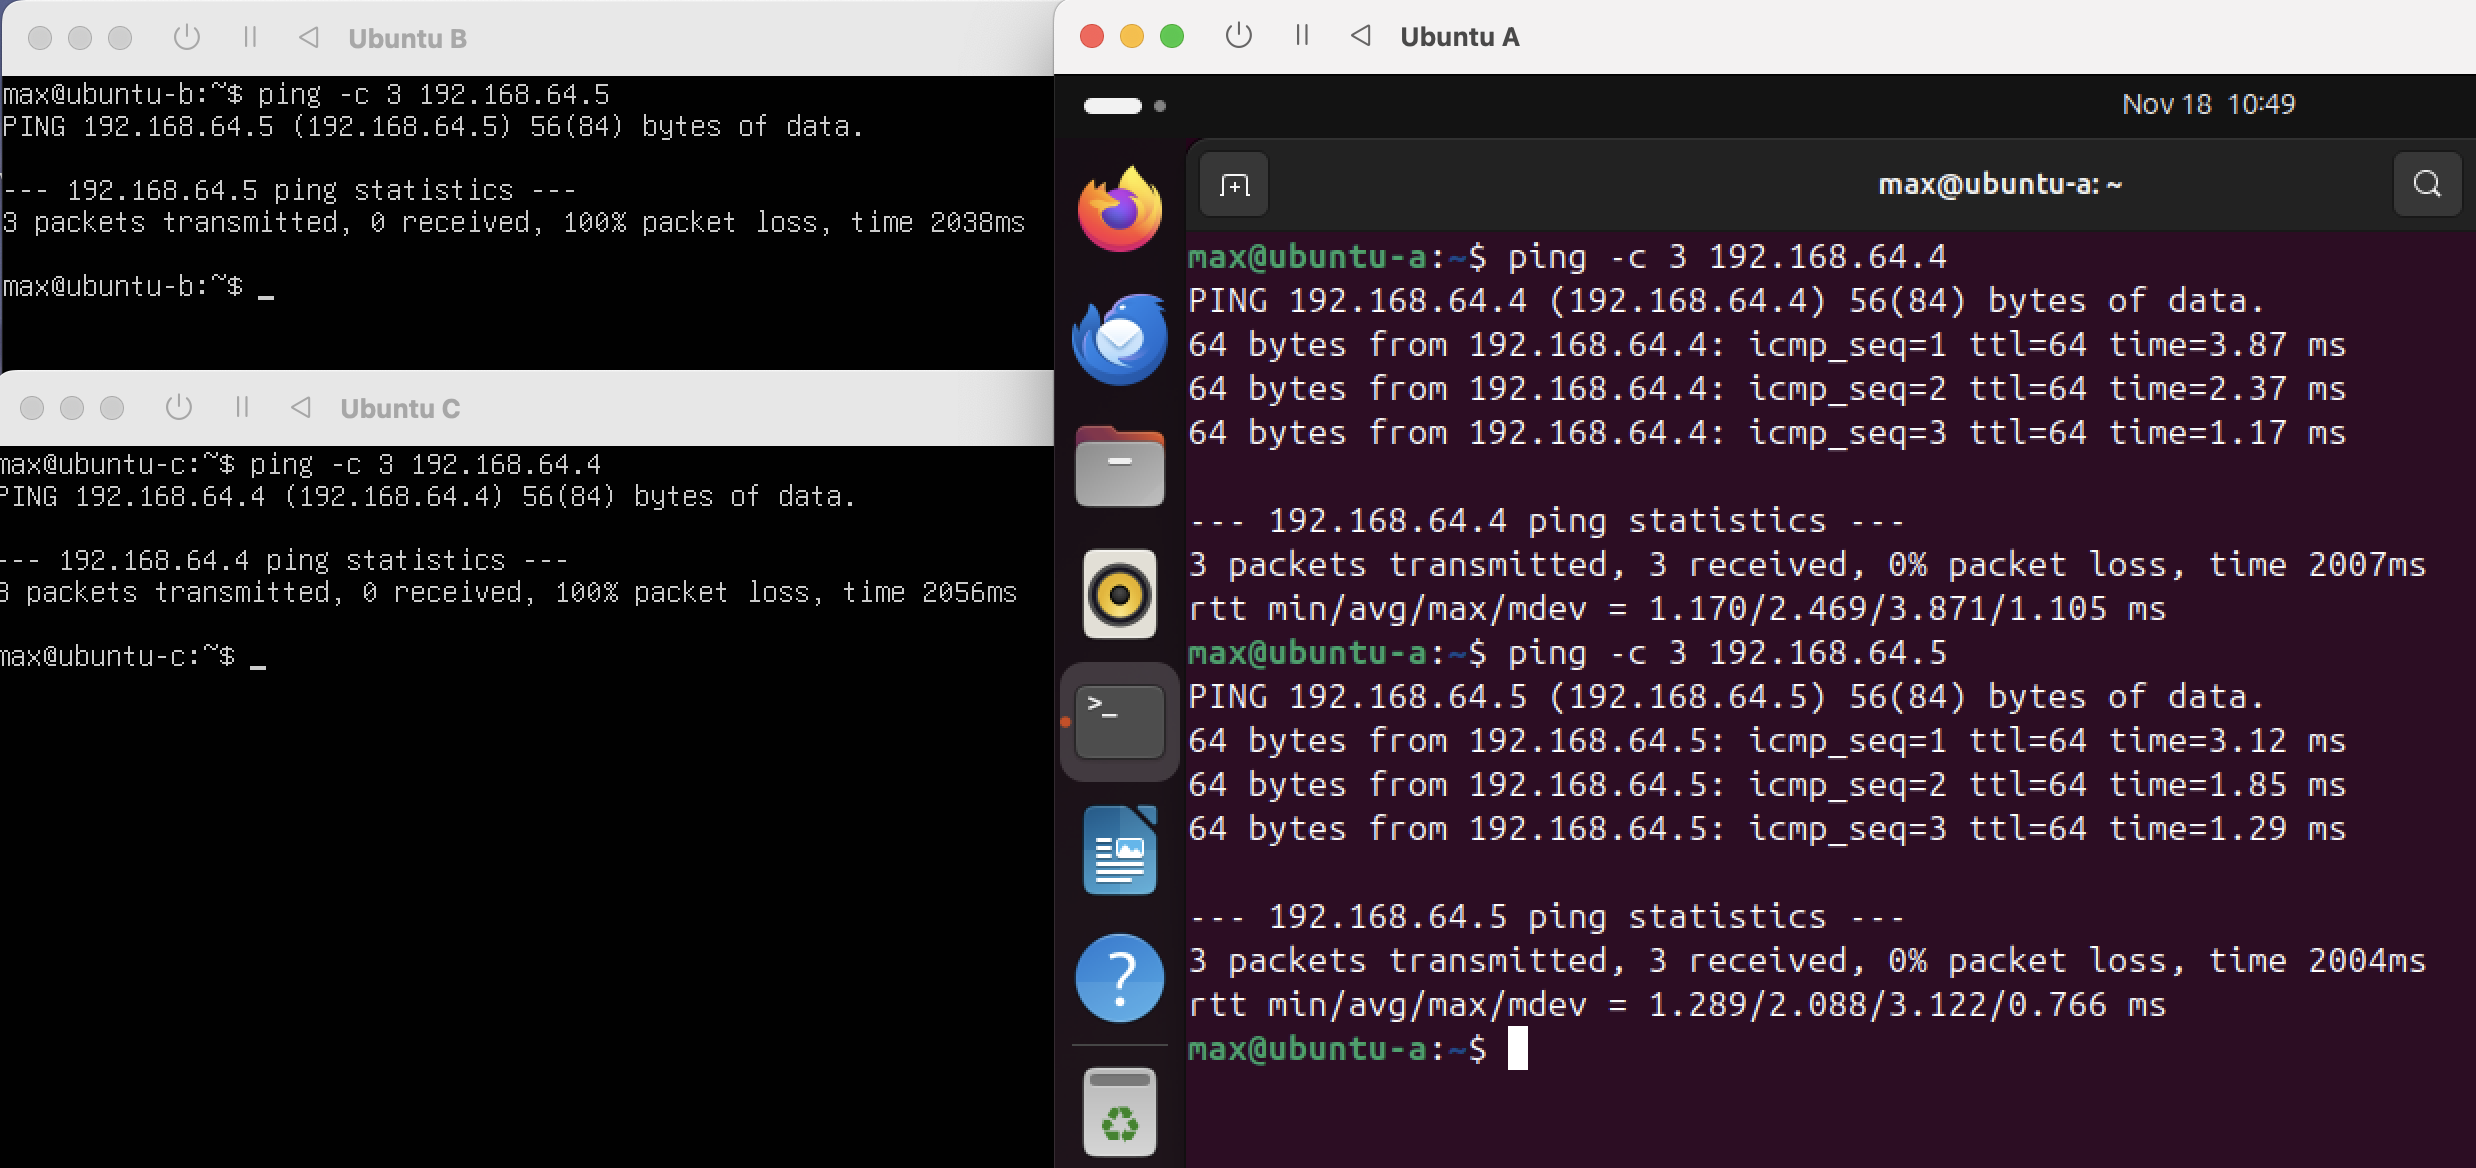 Ubuntu B
max@ubuntu-b:~$ ping -c 3 192.168.64.5
PING 192.168.64.5 (192.168.64.5) 56(84) bytes of data.
--- 192.168.64.5 ping statistics ---
3 packets transmitted, 0 received, 100% packet loss, time 2038ms
max@ubuntu-b:~$ _
Ubuntu C
max@ubuntu-c:~$ ping -c 3 192.168.64.4
PING 192.168.64.4 (192.168.64.4) 56(84) bytes of data.
--- 192.168.64.4 ping statistics ---
3 packets transmitted, 0 received, 100% packet loss, time 2056ms
max@ubuntu-c:~$ _
Ubuntu A
Nov 18 10:49
max@ubuntu-a: ~
max@ubuntu-a:~$ ping -c 3 192.168.64.4
PING 192.168.64.4 (192.168.64.4) 56(84) bytes of data.
64 bytes from 192.168.64.4: icmp_seq=1 ttl=64 time=3.87 ms
64 bytes from 192.168.64.4: icmp_seq=2 ttl=64 time=2.37 ms
64 bytes from 192.168.64.4: icmp_seq=3 ttl=64 time=1.17 ms
--- 192.168.64.4 ping statistics ---
3 packets transmitted, 3 received, 0% packet loss, time 2007ms
rtt min/avg/max/mdev = 1.170/2.469/3.871/1.105 ms
max@ubuntu-a:~$ ping -c 3 192.168.64.5
PING 192.168.64.5 (192.168.64.5) 56(84) bytes of data.
64 bytes from 192.168.64.5: icmp_seq=1 ttl=64 time=3.12 ms
64 bytes from 192.168.64.5: icmp_seq=2 ttl=64 time=1.85 ms
64 bytes from 192.168.64.5: icmp_seq=3 ttl=64 time=1.29 ms
--- 192.168.64.5 ping statistics ---
3 packets transmitted, 3 received, 0% packet loss, time 2004ms
rtt min/avg/max/mdev = 1.289/2.088/3.122/0.766 ms
max@ubuntu-a:~$